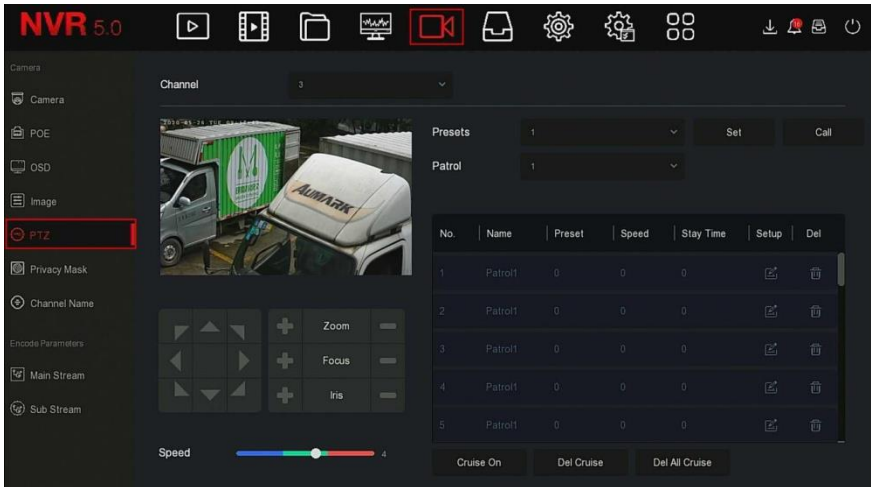 NVR 5.0
16
Camera
Camera
POE
OSD
Image
PTZ
Privacy Mask
Channel Name
Encode Parameters
Main Stream
Sub Stream
Channel 3
AUMARK
Presets 1 Set Call
Patrol 1
No. Name Preset Speed Stay Time Setup Del
1 Patrol1 0 0 0
2 Patrol1 0 0 0
3 Patrol1 0 0 0
4 Patrol1 0 0 0
5 Patrol1 0 0 0
Zoom
Focus
Iris
Speed 4
Cruise On Del Cruise Del All Cruise